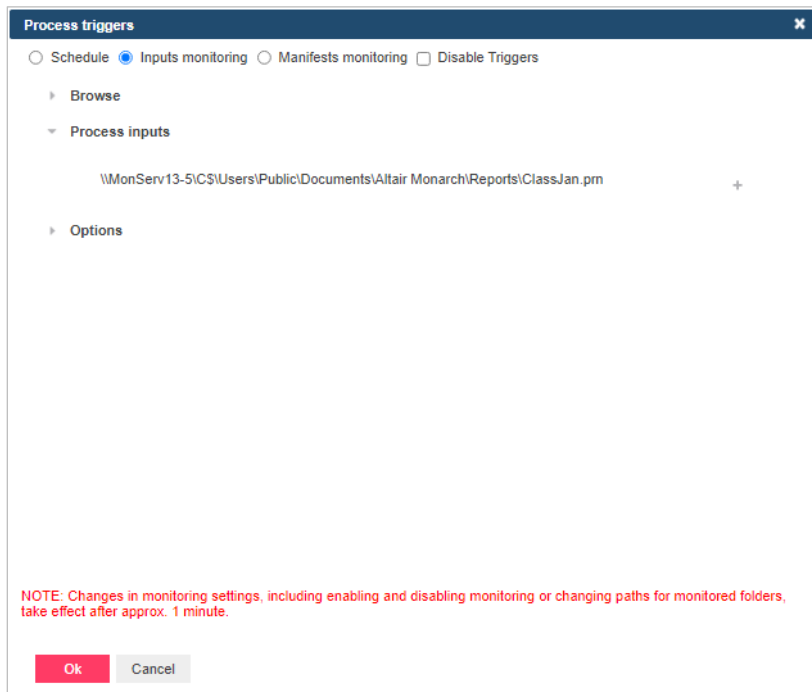 Process triggers
Schedule Inputs monitoring Manifests monitoring Disable Triggers
Browse
Process inputs
\\MonServ13-5\C$\Users\Public\Documents\Altair Monarch\Reports\ClassJan.prn
Options
NOTE: Changes in monitoring settings, including enabling and disabling monitoring or changing paths for monitored folders,
take effect after approx. 1 minute.
Ok Cancel